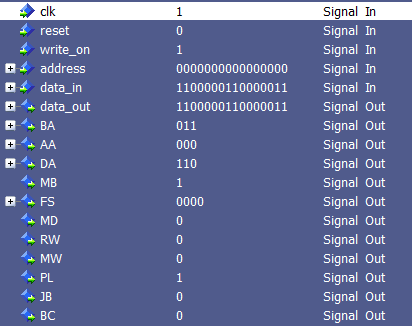 clk 1 Signal In
reset 0 Signal In
write_on 1 Signal In
address 0000000000000000 Signal In
data_in 1100000110000011 Signal In
data_out 1100000110000011 Signal Out
BA 011 Signal Out
AA 000 Signal Out
DA 110 Signal Out
MB 1 Signal Out
FS 0000 Signal Out
MD 0 Signal Out
RW 0 Signal Out
MW 0 Signal Out
PL 1 Signal Out
JB 0 Signal Out
BC 0 Signal Out